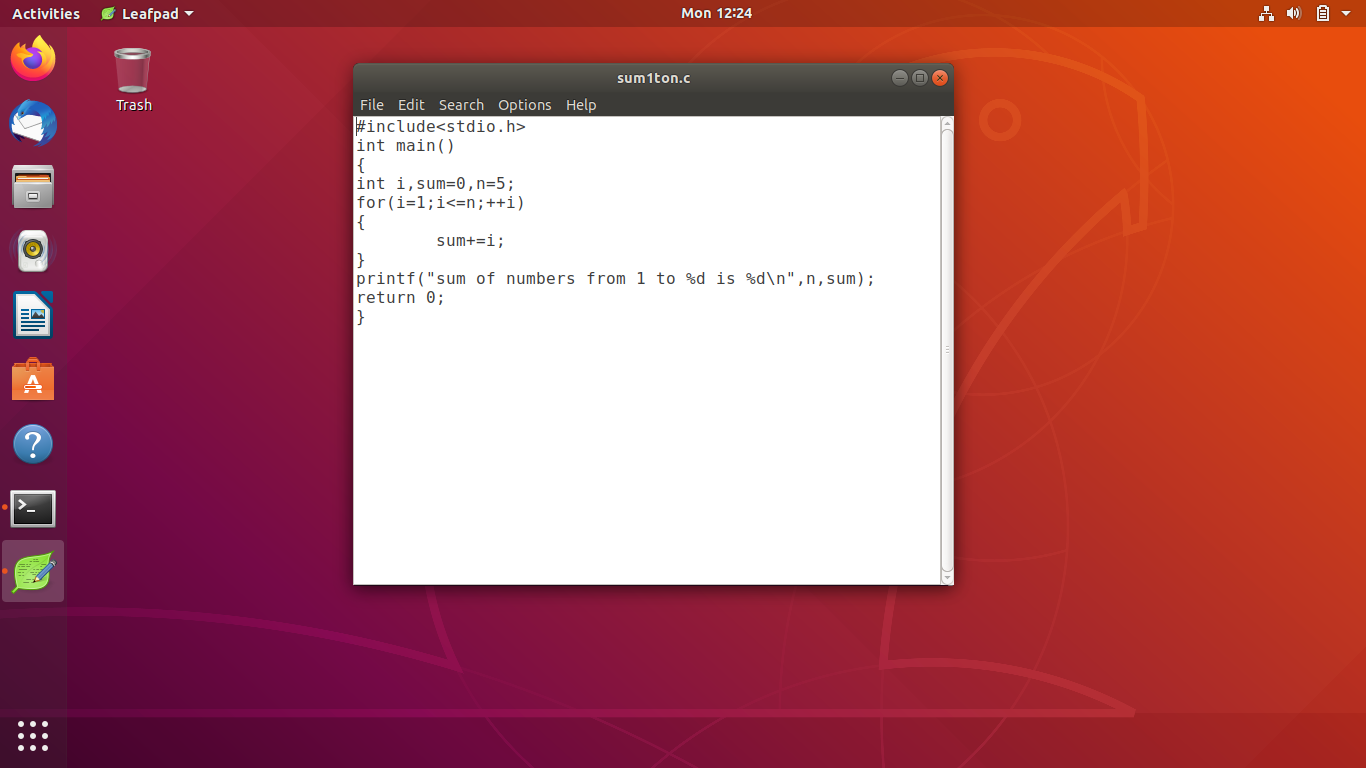 Activities Leafpad Mon 12:24
Trash
sum1ton.c
File Edit Search Options Help
#include<stdio.h>
int main()
{
int i,sum=0,n=5;
for(i=1;i<=n;++i)
{
        sum+=i;
}
printf("sum of numbers from 1 to %d is %d\n",n,sum);
return 0;
}